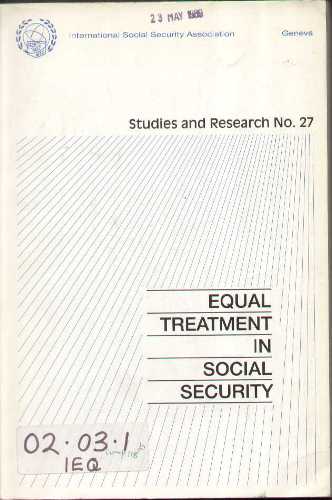 23 MAY 1989
International Social Security Association Geneva
Studies and Research No. 27
EQUAL
TREATMENT
IN
SOCIAL
SECURITY
02.03.1
IEQ